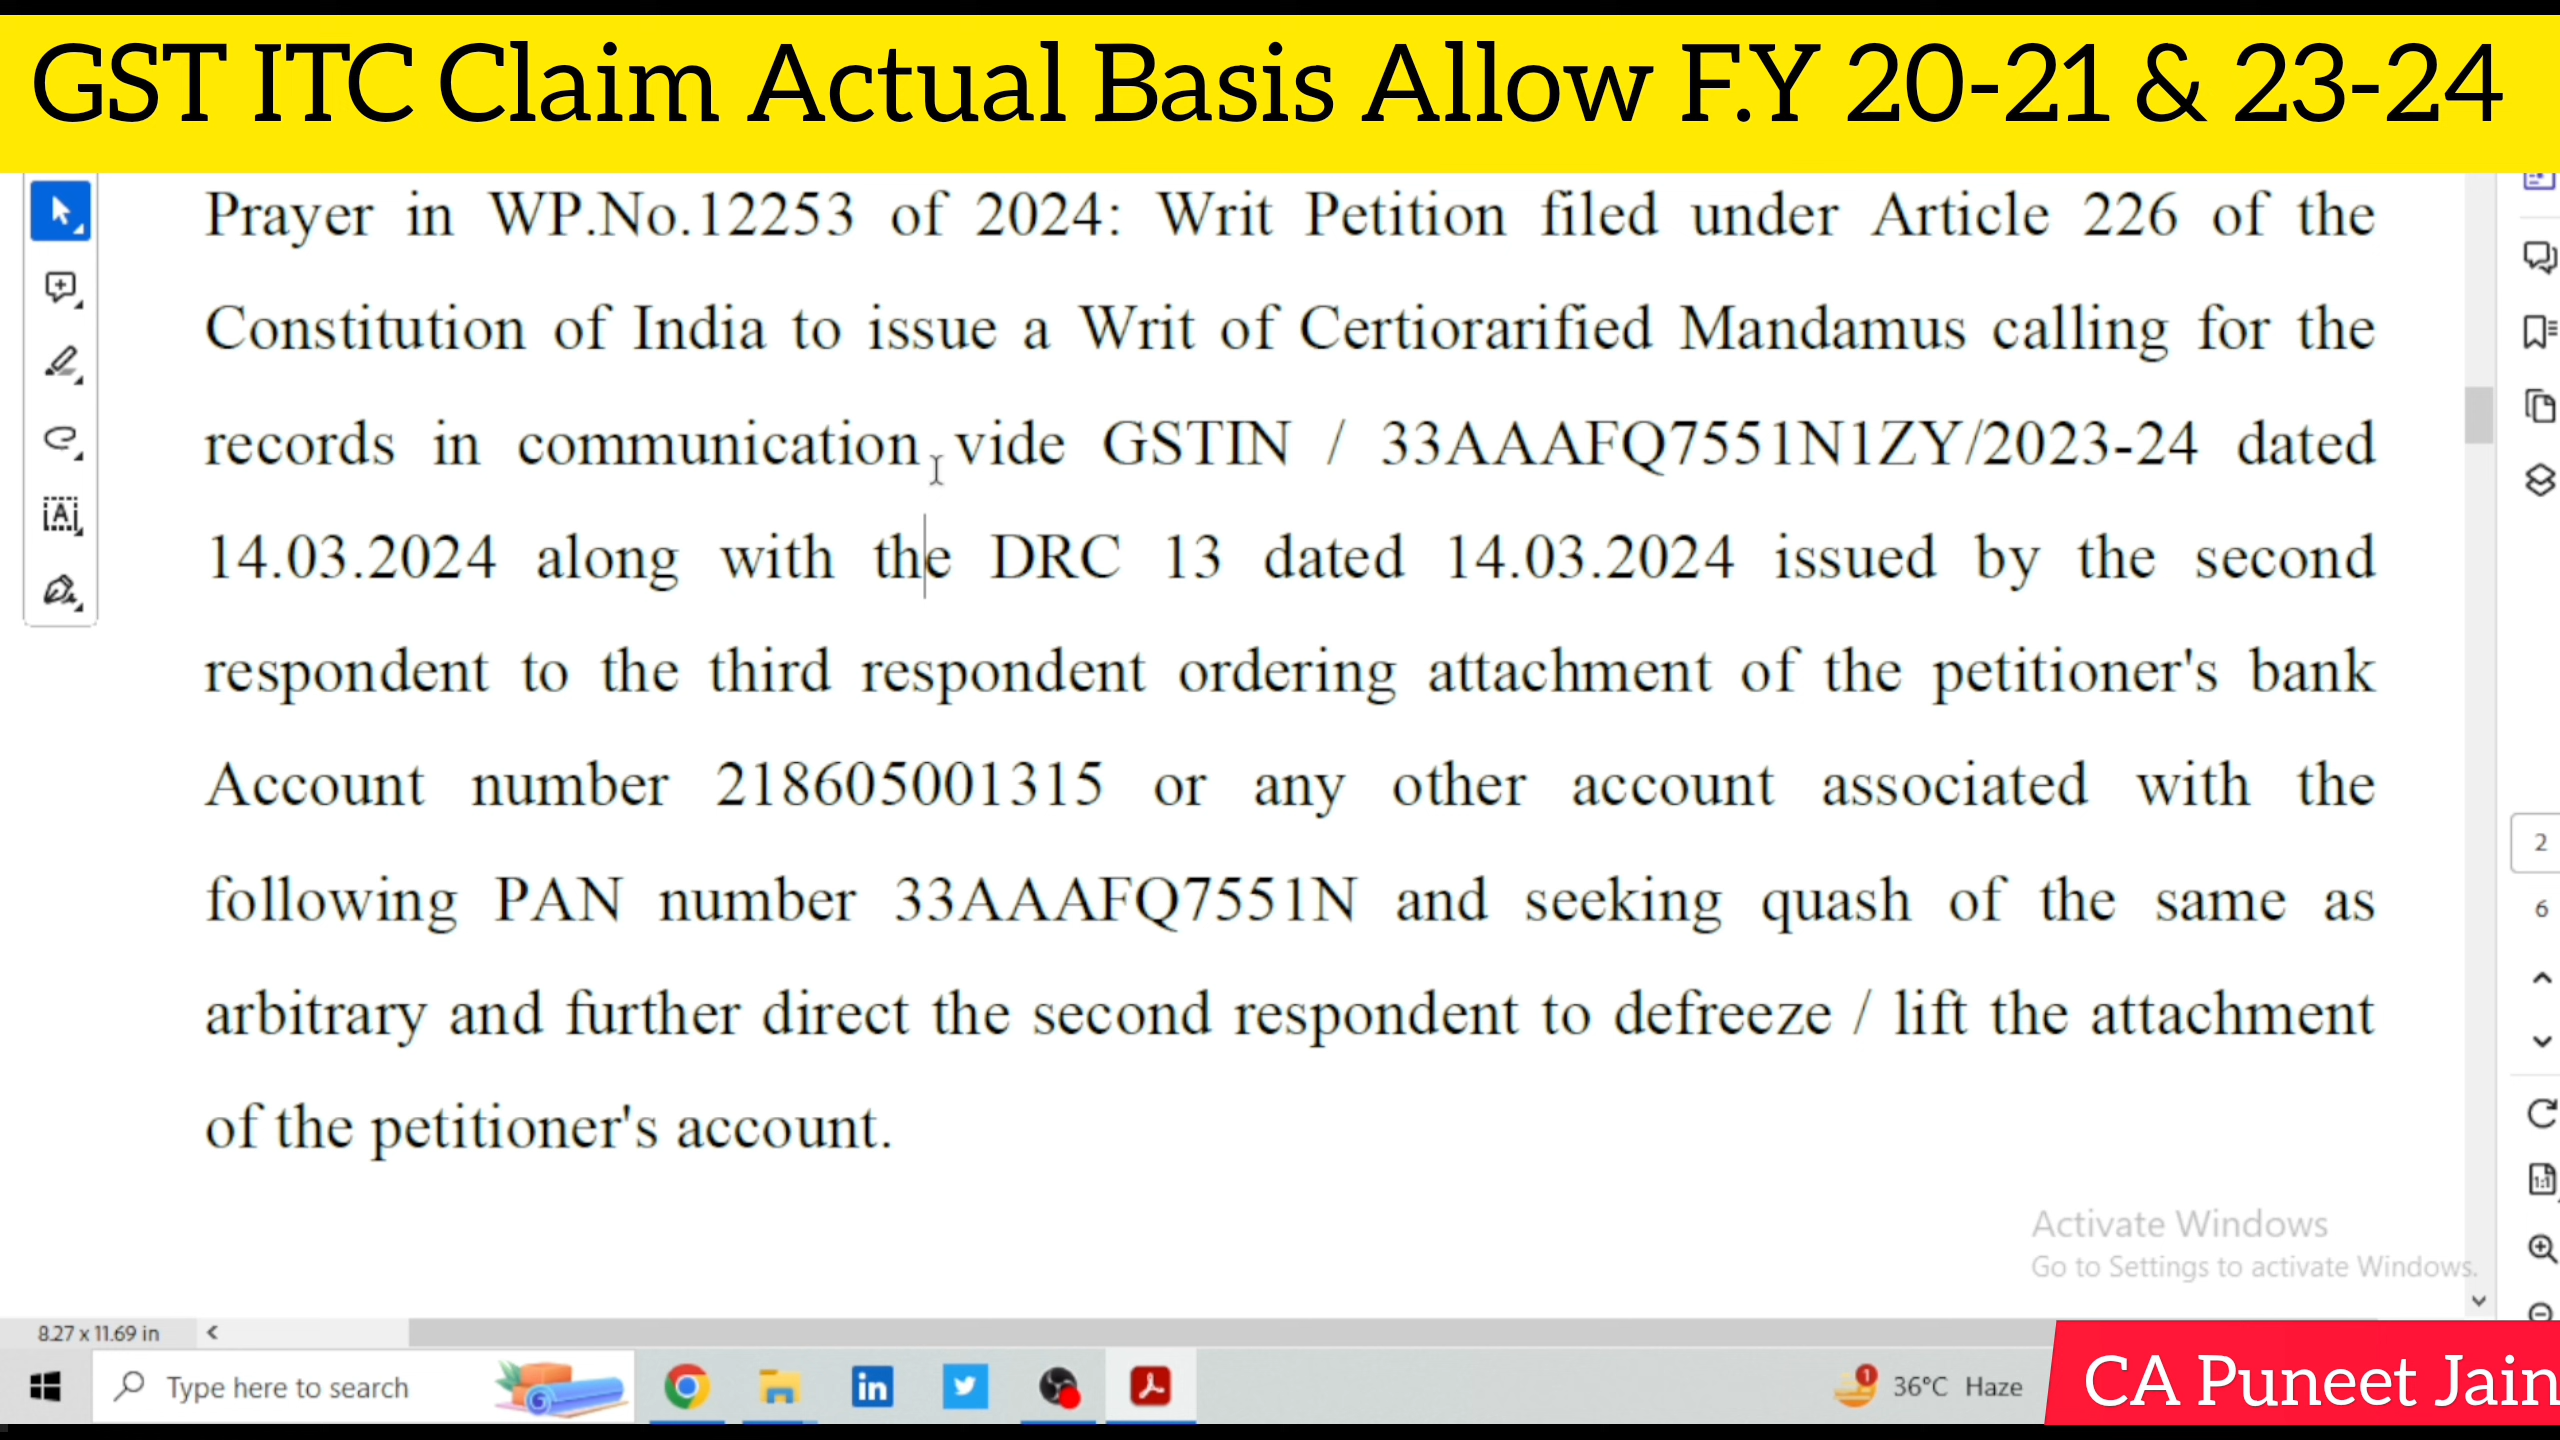 GST ITC Claim Actual Basis Allow F.Y 20-21 & 23-24
Prayer in WP.No.12253 of 2024: Writ Petition filed under Article 226 of the
Constitution of India to issue a Writ of Certiorarified Mandamus calling for the
records in communication vide GSTIN / 33AAAFQ7551N1ZY/2023-24 dated
14.03.2024 along with the DRC 13 dated 14.03.2024 issued by the second
respondent to the third respondent ordering attachment of the petitioner's bank
Account number 218605001315 or any other account associated with the
following PAN number 33AAAFQ7551N and seeking quash of the same as
arbitrary and further direct the second respondent to defreeze / lift the attachment
of the petitioner's account.
2
6
Activate Windows
Go to Settings to activate Windows.
8.27 x 11.69 in
Type here to search
1
36°C Haze
CA Puneet Jain